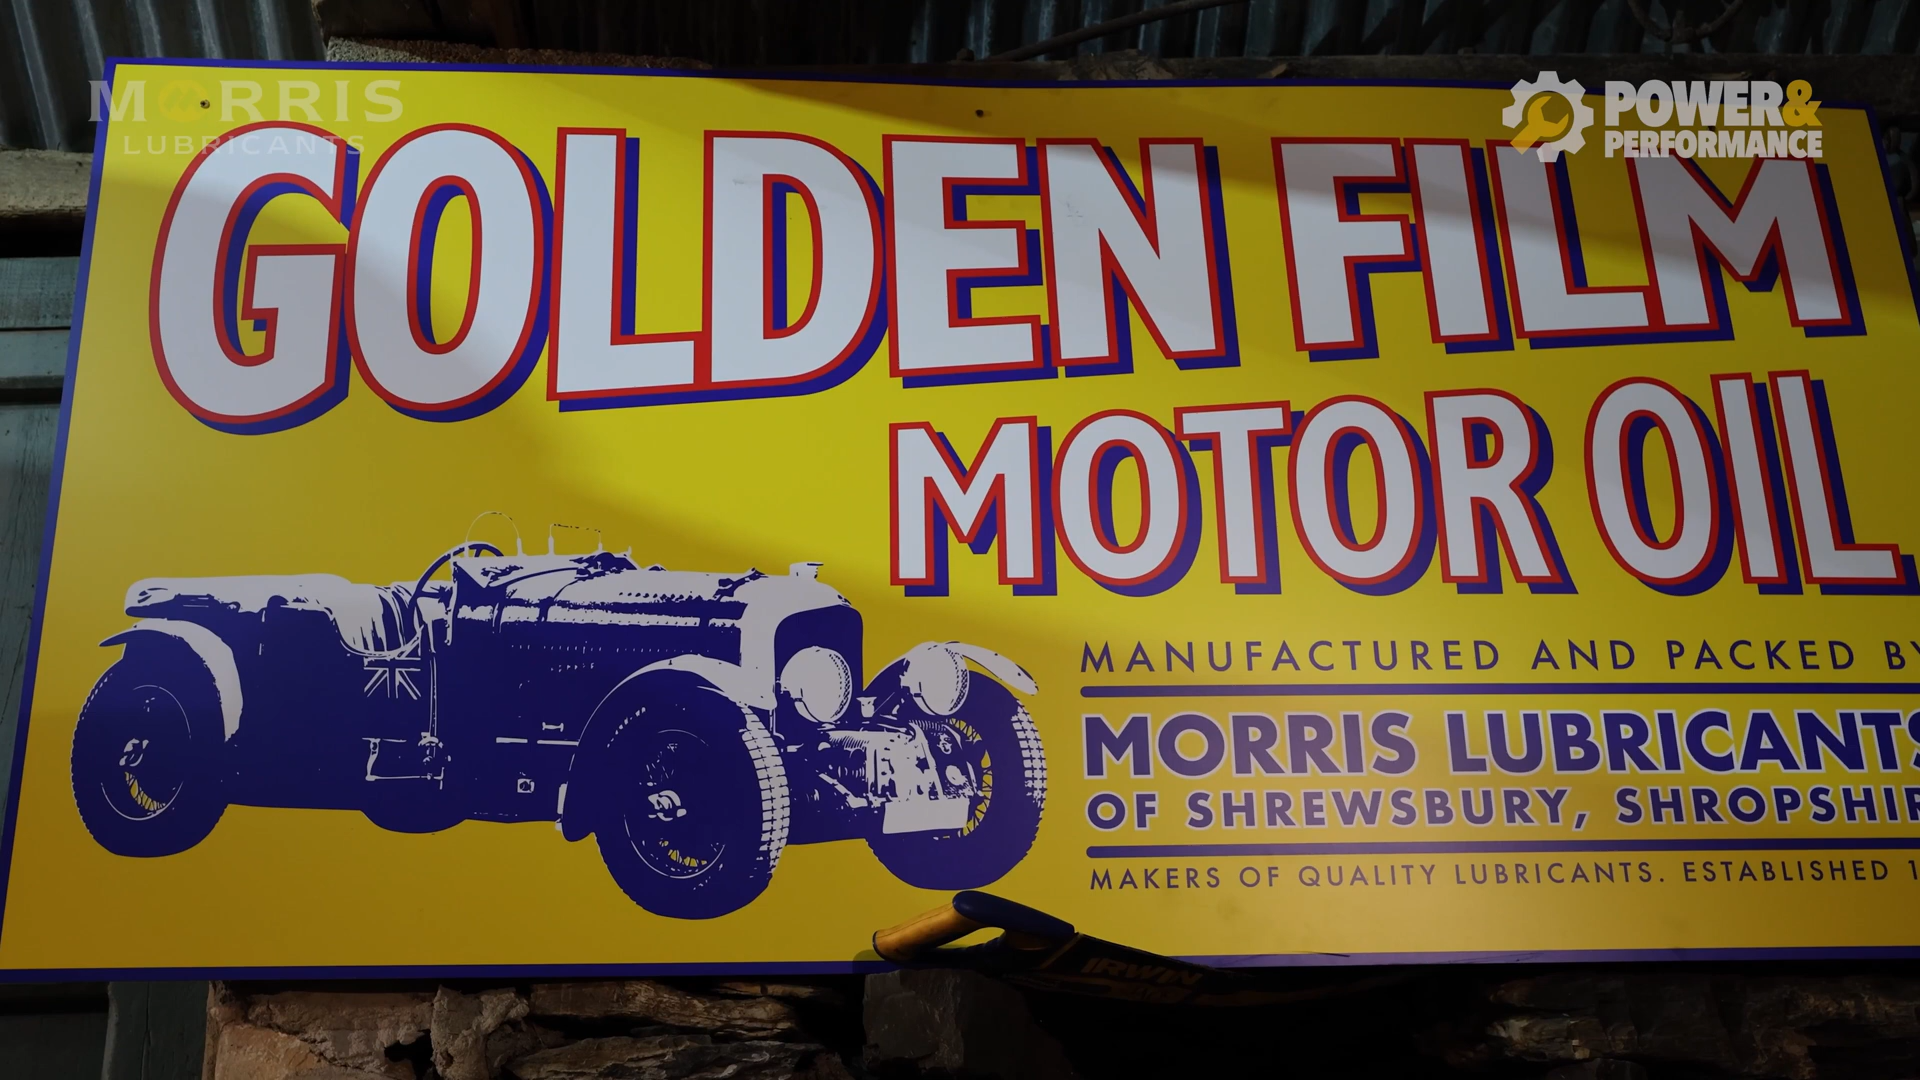 MORRIS
LUBRICANTS
POWER&
PERFORMANCE
GOLDEN FILM
MOTOR OIL
MANUFACTURED AND PACKED BY
MORRIS LUBRICANTS
OF SHREWSBURY, SHROPSHIR
MAKERS OF QUALITY LUBRICANTS. ESTABLISHED 1
IRWIN